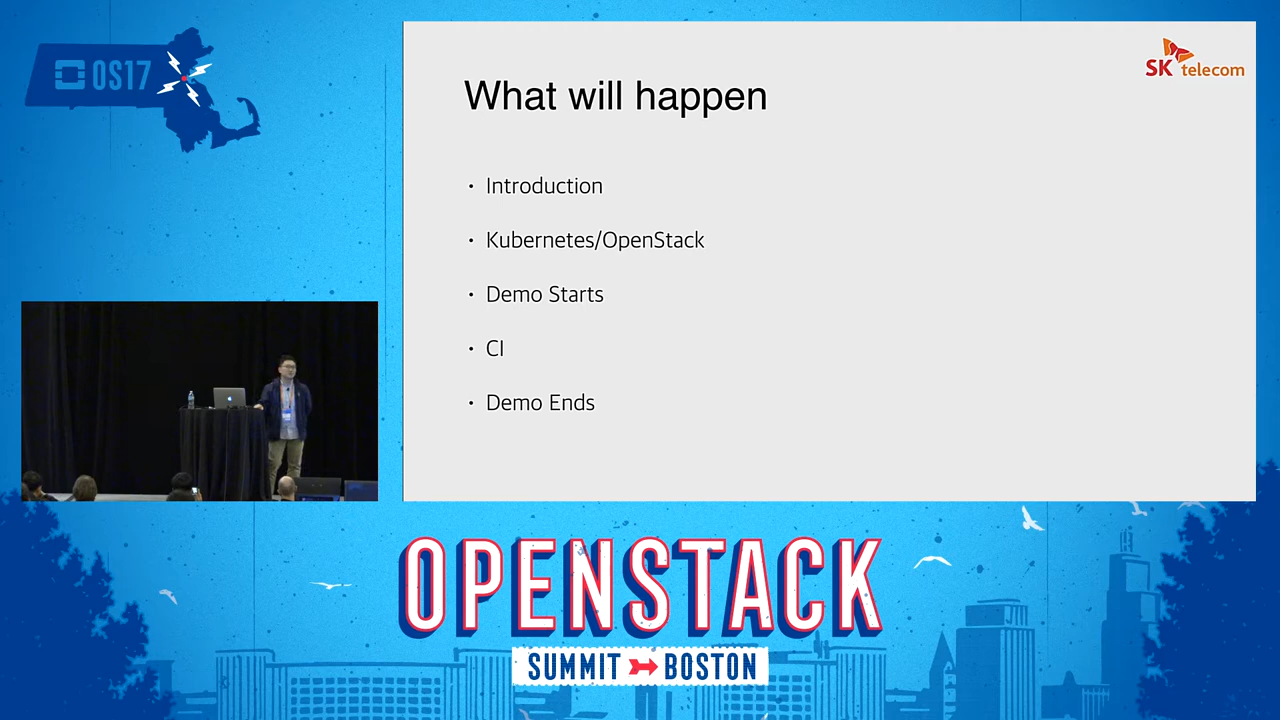 OS17
SK telecom
What will happen
• Introduction
• Kubernetes/OpenStack
• Demo Starts
• CI
• Demo Ends
OPENSTACK
SUMMIT BOSTON